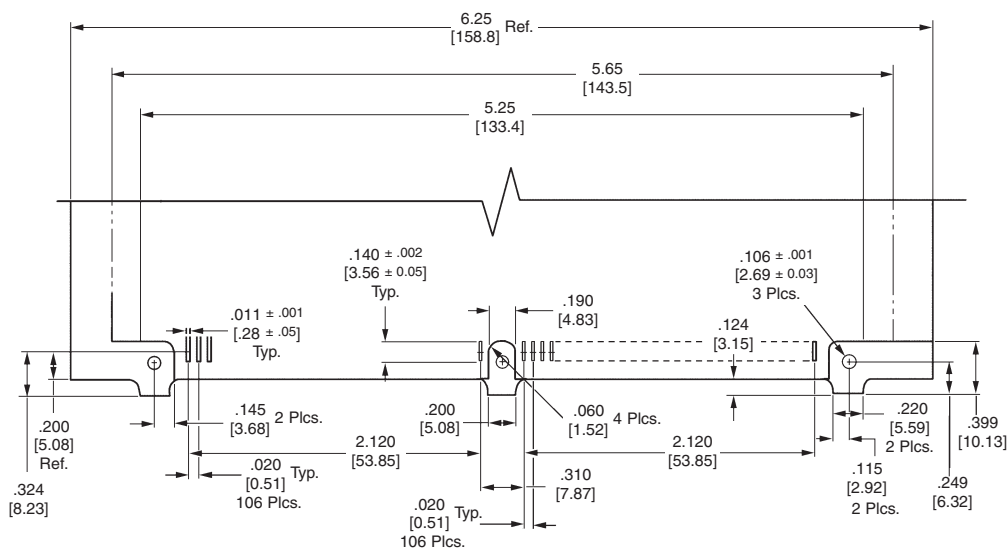 6.25 Ref.
[158.8]
5.65
[143.5]
5.25
[133.4]
.140 ± .002
[3.56 ± 0.05]
Typ.
.106 ± .001
[2.69 ± 0.03]
3 Plcs.
.011 ± .001
[.28 ± .05]
Typ.
.190
[4.83]
.124
[3.15]
.200
[5.08]
Ref.
.324
[8.23]
.145 2 Plcs.
[3.68]
2.120
[53.85]
.020 Typ.
[0.51]
106 Plcs.
.200
[5.08]
.060 4 Plcs.
[1.52]
.310
[7.87]
.020 Typ.
[0.51]
106 Plcs.
2.120
[53.85]
.220
[5.59]
2 Plcs.
.399
[10.13]
.115
[2.92]
2 Plcs.
.249
[6.32]